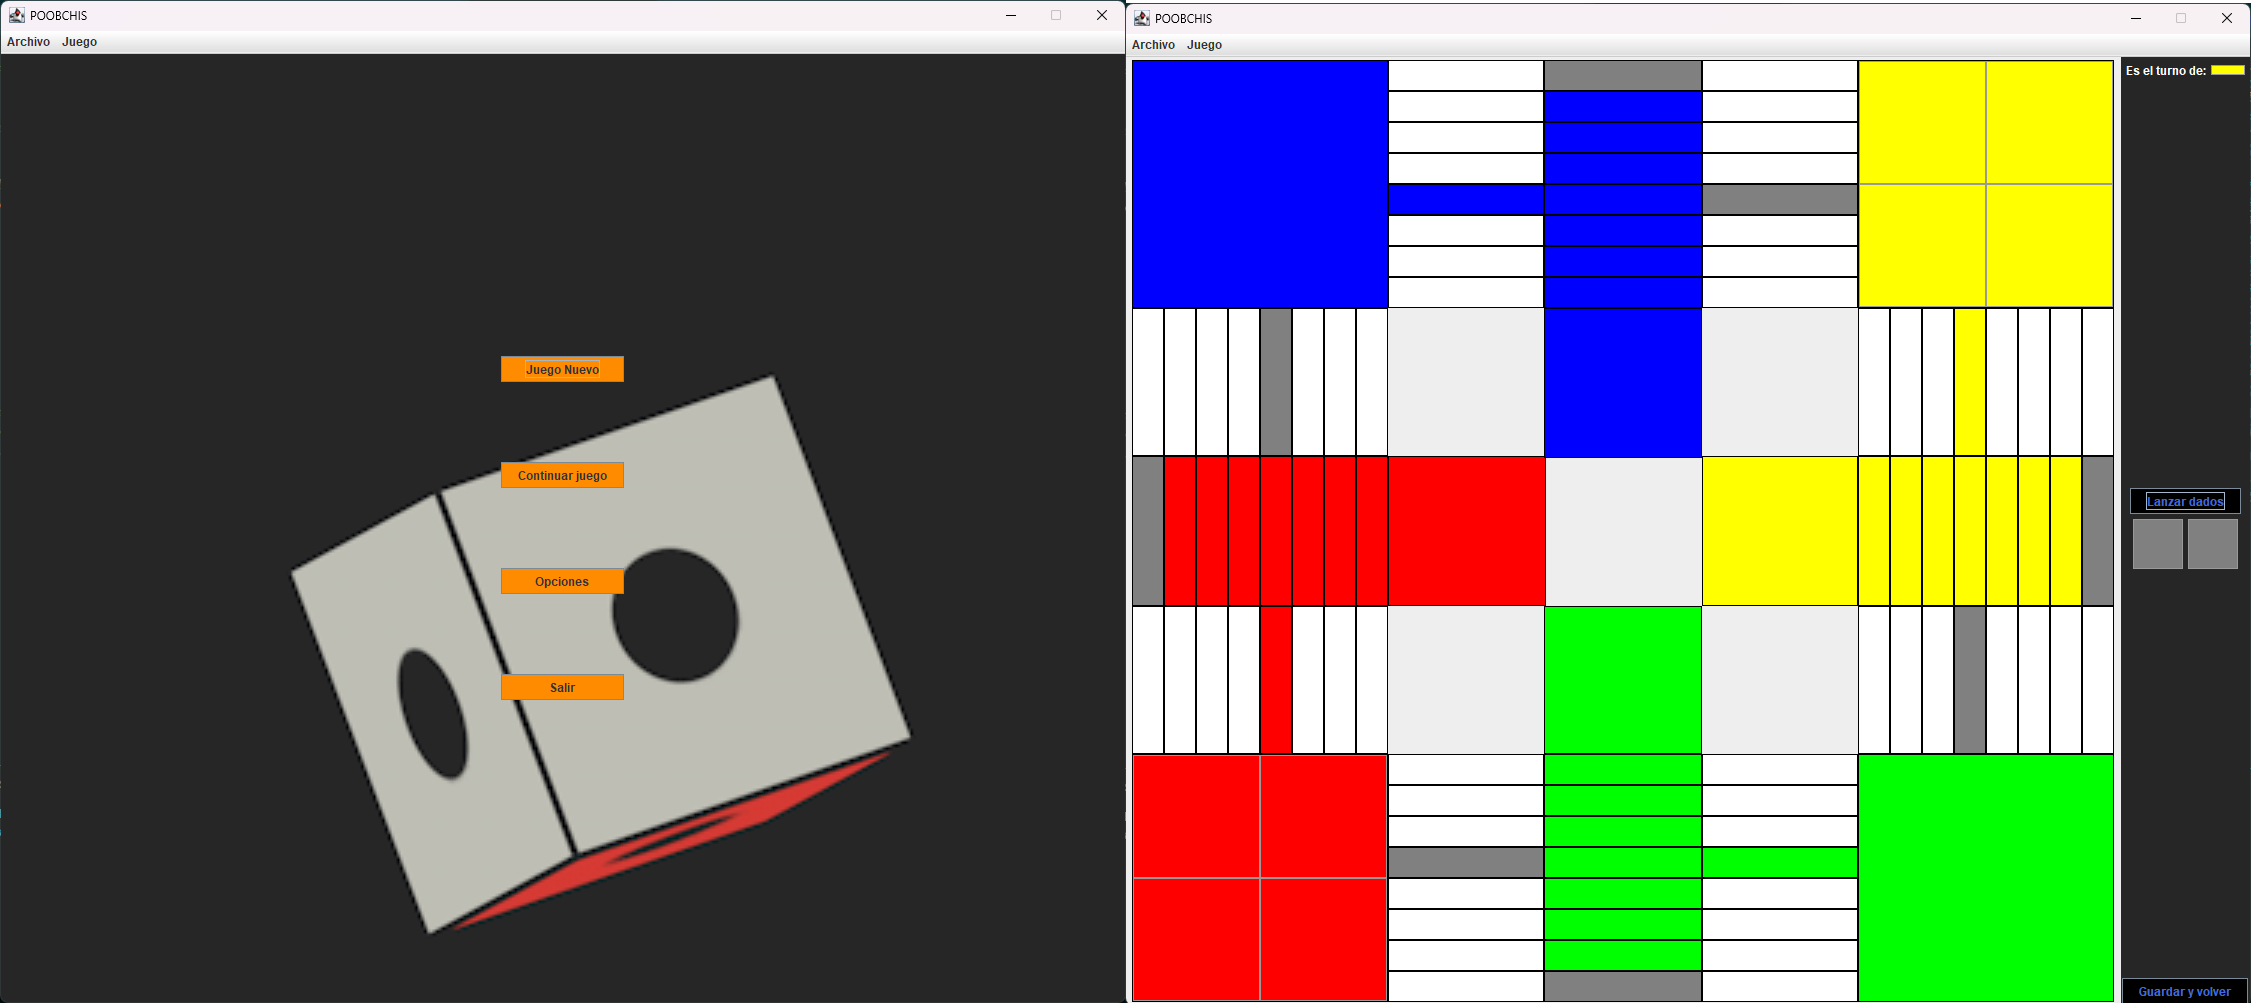 POOBCHIS
Archivo Juego
Juego Nuevo
Continuar juego
Opciones
Salir
POOBCHIS
Archivo Juego
Es el turno de:
Lanzar dados
Guardar y volver